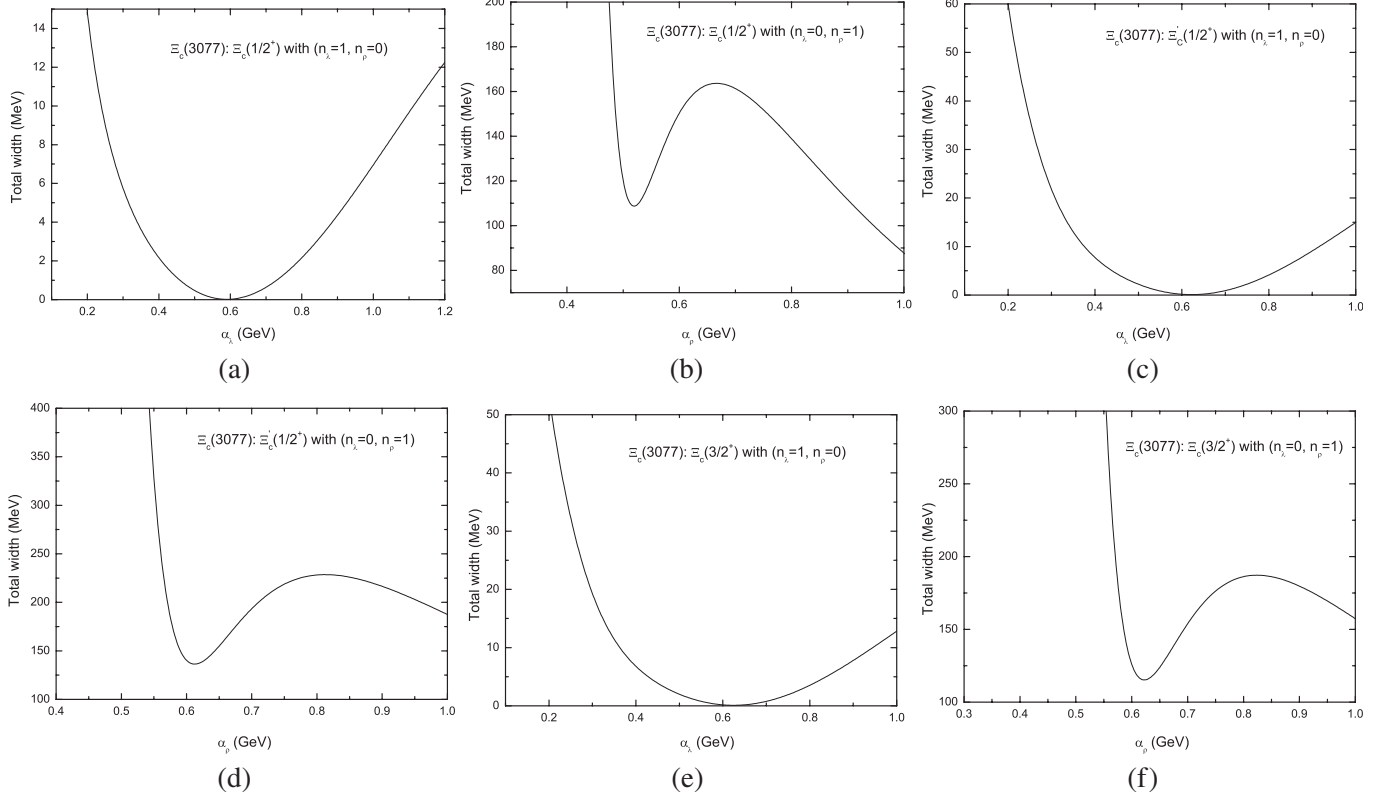 Total width (MeV)
14
12
10
8
6
4
2
0
Ξc(3077): Ξc(1/2⁺) with (nλ=1, nρ=0)
0.2 0.4 0.6 0.8 1.0 1.2
αλ (GeV)
(a)
Total width (MeV)
200
180
160
140
120
100
80
Ξc(3077): Ξc(1/2⁺) with (nλ=0, nρ=1)
0.4 0.6 0.8 1.0
αρ (GeV)
(b)
Total width (MeV)
60
50
40
30
20
10
0
Ξc(3077): Ξ'C(1/2⁺) with (nλ=1, nρ=0)
0.2 0.4 0.6 0.8 1.0
αλ (GeV)
(c)
Total width (MeV)
400
350
300
250
200
150
100
Ξc(3077): Ξ'c(1/2⁺) with (nλ=0, nρ=1)
0.4 0.5 0.6 0.7 0.8 0.9 1.0
αρ (GeV)
(d)
Total width (MeV)
50
40
30
20
10
0
Ξc(3077): Ξc(3/2⁺) with (nλ=1, nρ=0)
0.2 0.4 0.6 0.8 1.0
αλ (GeV)
(e)
Total width (MeV)
300
250
200
150
100
Ξc(3077): Ξc(3/2⁺) with (nλ=0, nρ=1)
0.3 0.4 0.5 0.6 0.7 0.8 0.9 1.0
αρ (GeV)
(f)